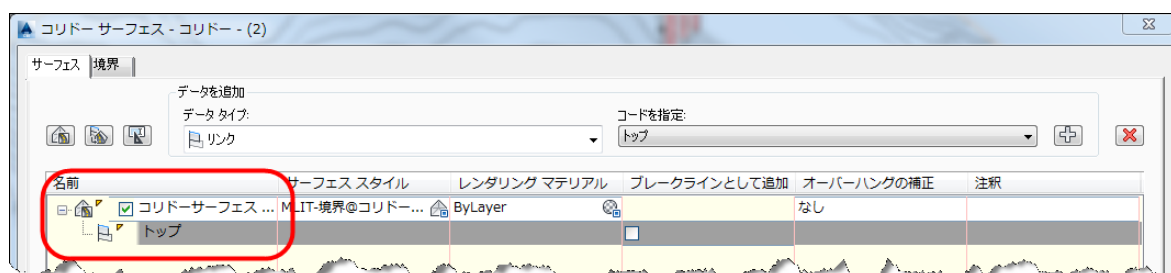 コリドー サーフェス - コリドー - (2)
サーフェス 境界
データを追加
データ タイプ: コードを指定:
リンク トップ
名前 サーフェス スタイル レンダリング マテリアル ブレークラインとして追加 オーバーハングの補正 注釈
コリドーサーフェス ... MLIT-境界@コリドー... ByLayer なし
トップ